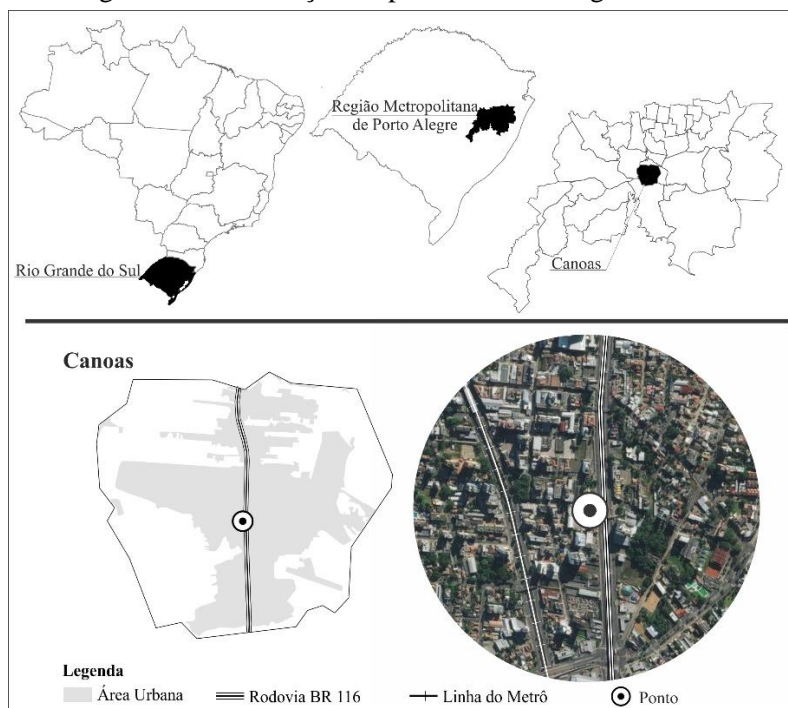 Região Metropolitana
de Porto Alegre
Rio Grande do Sul
Canoas
Canoas
Legenda
Área Urbana
Rodovia BR 116
Linha do Metrô
Ponto